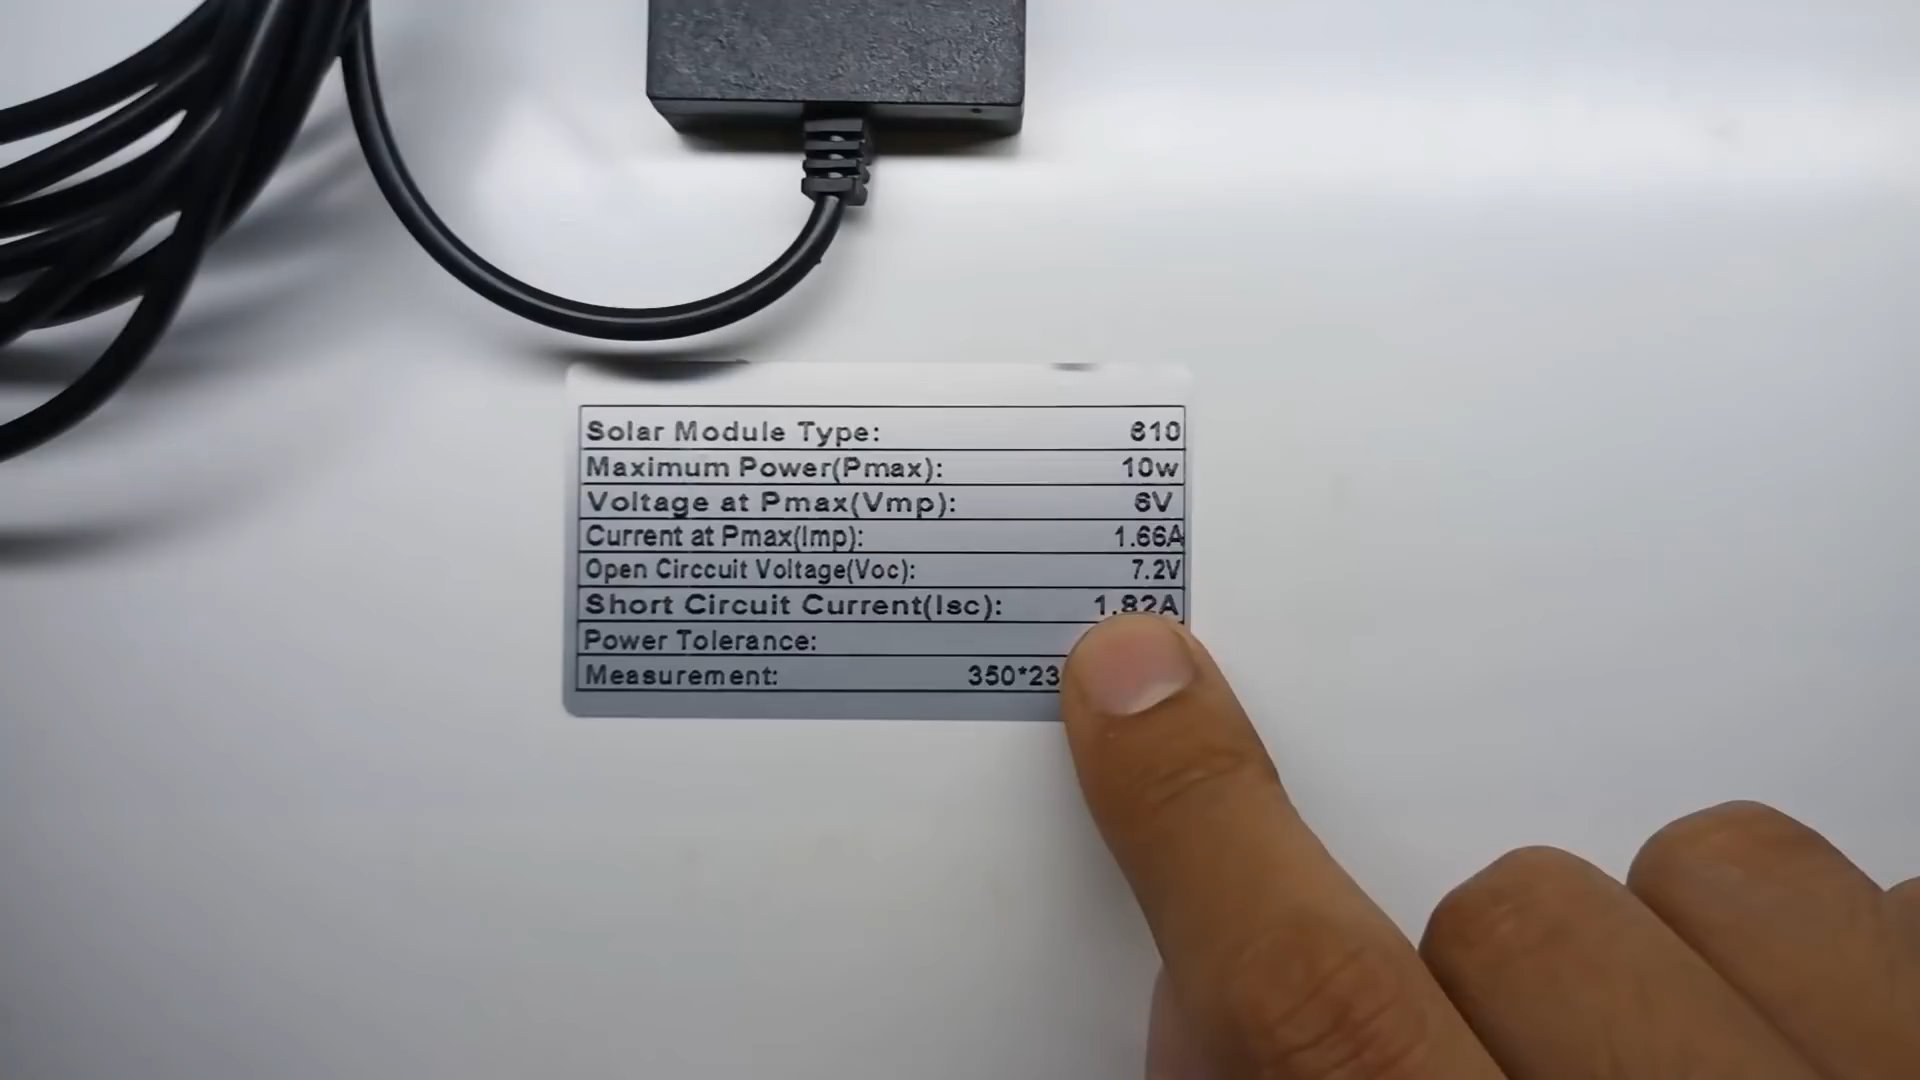 Solar Module Type: 610
Maximum Power(Pmax): 10w
Voltage at Pmax(Vmp): 6V
Current at Pmax(Imp): 1.66A
Open Circcuit Voltage(Voc): 7.2V
Short Circuit Current(Isc): 1.82A
Power Tolerance:
Measurement: 350*23